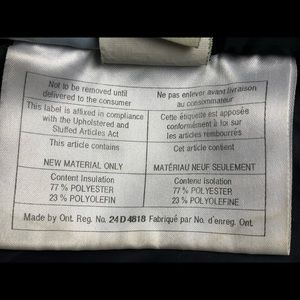 Not to be removed until
delivered to the consumer
This label is affixed in compliance
with the Upholstered and
Stuffed Articles Act
This article contains
NEW MATERIAL ONLY
Content Insulation
77 % POLYESTER
23 % POLYOLEFIN
Ne pas enlever avant livraison
au consommateur
Cette étiquette est apposée
conformément à loi sur
les articles rembourrés
Cet article contient
MATÉRIAU NEUF SEULEMENT
Contenu isolation
77 % POLYESTER
23 % POLYOLEFINE
Made by Ont. Reg. No. 24D4818 Fabriqué par No. d'enreg. Ont.